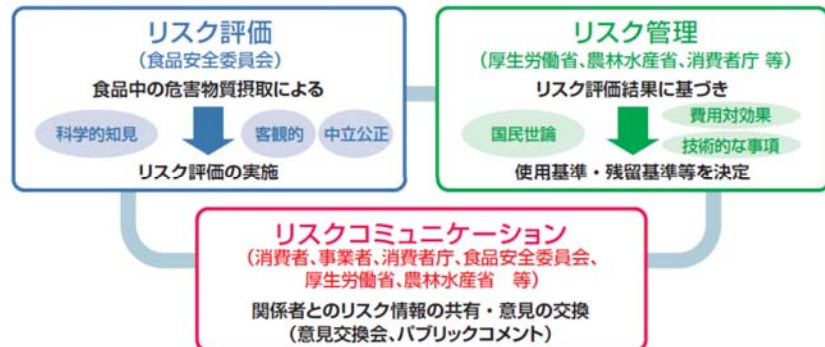 リスク評価
（食品安全委員会）
食品中の危害物質摂取による
科学的知見
客観的
中立公正
リスク評価の実施
リスク管理
（厚生労働省、農林水産省、消費者庁 等）
リスク評価結果に基づき
国民世論
費用対効果
技術的な事項
使用基準・残留基準等を決定
リスクコミュニケーション
（消費者、事業者、消費者庁、食品安全委員会、
厚生労働省、農林水産省　等）
関係者とのリスク情報の共有・意見の交換
（意見交換会、パブリックコメント）